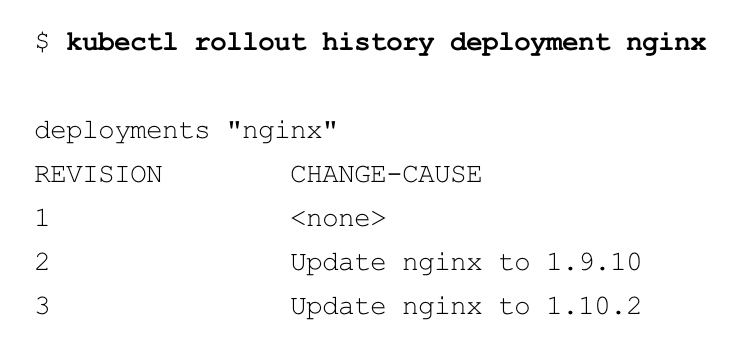 $ kubectl rollout history deployment nginx
deployments "nginx"
REVISION CHANGE-CAUSE
1 <none>
2 Update nginx to 1.9.10
3 Update nginx to 1.10.2